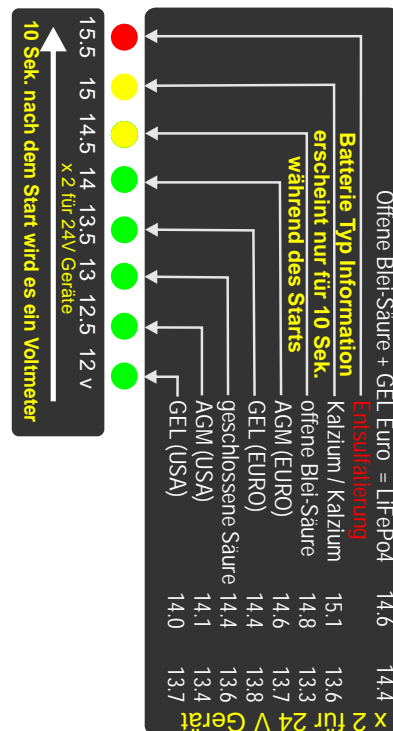 Offene Blei-Säure + GEL Euro = LiFePo4 14.6 14.4
Entsulfatierung
Kalzium / Kalzium 15.1 13.6
offene Blei-Säure 14.8 13.3
AGM (EURO) 14.6 13.7
GEL (EURO) 14.4 13.8
geschlossene Säure 14.4 13.6
AGM (USA) 14.1 13.4
GEL (USA) 14.0 13.7
Batterie Typ Information
erscheint nur für 10 Sek.
während des Starts
x 2 für 24 V Gerät
15.5 15 14.5 14 13.5 13 12.5 12 v
x 2 für 24V Geräte
10 Sek. nach dem Start wird es ein Voltmeter